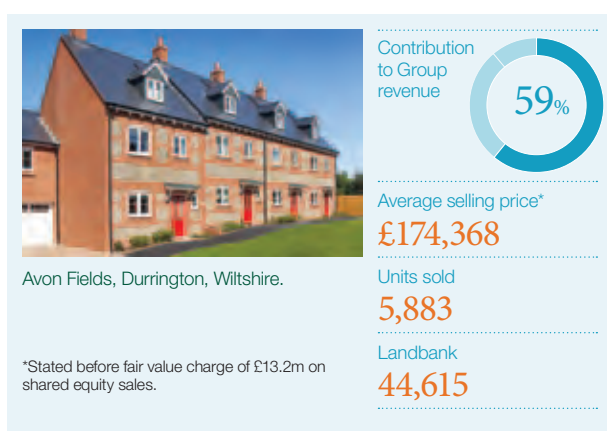 Avon Fields, Durrington, Wiltshire.
*Stated before fair value charge of £13.2m on
shared equity sales.
Contribution
to Group
revenue
59%
Average selling price*
£174,368
Units sold
5,883
Landbank
44,615